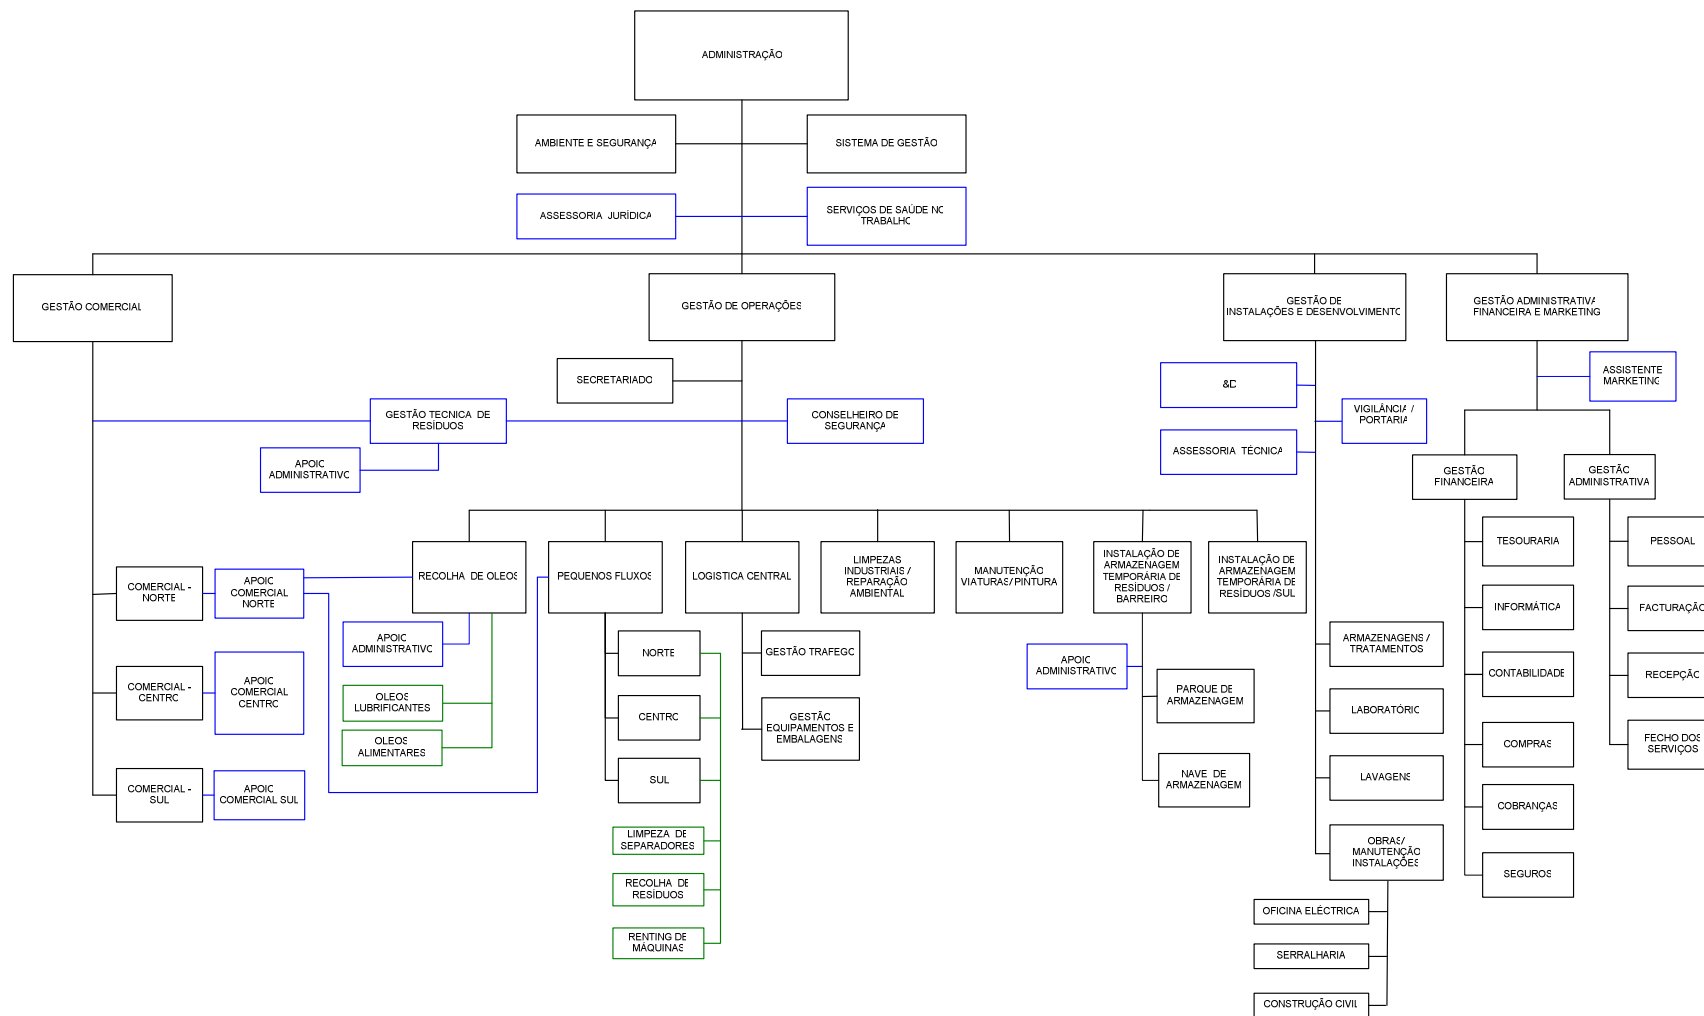 ADMINISTRAÇÃO
AMBIENTE E SEGURANÇA
SISTEMA DE GESTÃO
ASSESSORIA JURÍDICA
SERVIÇOS DE SAÚDE NO
TRABALHO
GESTÃO COMERCIAL
GESTÃO DE OPERAÇÕES
GESTÃO DE
INSTALAÇÕES E DESENVOLVIMENTO
GESTÃO ADMINISTRATIVA
FINANCEIRA E MARKETING
SECRETARIADO
&D
ASSISTENTE
MARKETING
GESTÃO TECNICA DE
RESÍDUOS
CONSELHEIRO DE
SEGURANÇA
VIGILÂNCIA /
PORTARIA
APOIO
ADMINISTRATIVO
ASSESSORIA TÉCNICA
GESTÃO
FINANCEIRA
GESTÃO
ADMINISTRATIVA
RECOLHA DE OLEOS
PEQUENOS FLUXOS
LOGISTICA CENTRAL
LIMPEZAS
INDUSTRIAIS /
REPARAÇÃO
AMBIENTAL
MANUTENÇÃO
VIATURAS/PINTURA
INSTALAÇÃO DE
ARMAZENAGEM
TEMPORÁRIA DE
RESÍDUOS /
BARREIRO
INSTALAÇÃO DE
ARMAZENAGEM
TEMPORÁRIA DE
RESÍDUOS /SUL
TESOURARIA
PESSOAL
COMERCIAL -
NORTE
APOIO
COMERCIAL
NORTE
INFORMÁTICA
FACTURAÇÃO
APOIO
ADMINISTRATIVO
NORTE
GESTÃO TRAFEGO
APOIO
ADMINISTRATIVO
ARMAZENAGENS /
TRATAMENTOS
CONTABILIDADE
RECEPÇÃO
COMERCIAL -
CENTRO
APOIO
COMERCIAL
CENTRO
OLEOS
LUBRIFICANTES
CENTRO
GESTÃO
EQUIPAMENTOS E
EMBALAGENS
PARQUE DE
ARMAZENAGEM
LABORATÓRIO
COMPRAS
FECHO DOS
SERVIÇOS
OLEOS
ALIMENTARES
COMERCIAL -
SUL
APOIO
COMERCIAL SUL
SUL
NAVE DE
ARMAZENAGEM
LAVAGENS
COBRANÇAS
LIMPEZA DE
SEPARADORES
OBRAS/
MANUTENÇÃO
INSTALAÇÕES
SEGUROS
RECOLHA DE
RESÍDUOS
OFICINA ELÉCTRICA
RENTING DE
MÁQUINAS
SERRALHARIA
CONSTRUÇÃO CIVIL